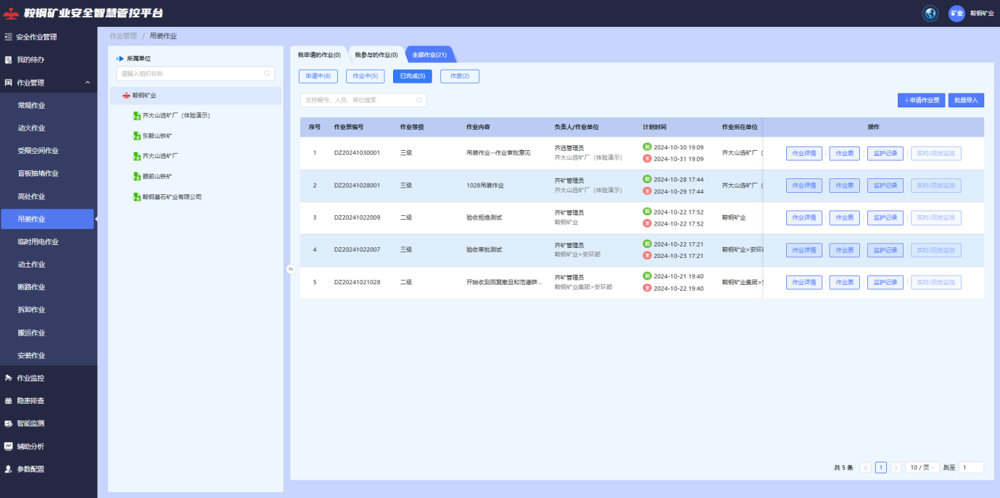 鞍钢矿业安全智慧管控平台
矿业 鞍钢矿业
安全作业管理
我的待办
作业管理
常规作业
动火作业
受限空间作业
盲板抽堵作业
高处作业
吊装作业
临时用电作业
动土作业
断路作业
拆卸作业
搬运作业
安装作业
作业监控
隐患排查
智能监测
辅助分析
参数配置
作业管理 / 吊装作业
所属单位
请输入组织名称
鞍钢矿业
齐大山选矿厂（体验演示）
东鞍山铁矿
齐大山选矿厂
眼前山铁矿
鞍钢基石矿业有限公司
我申请的作业(0) 我参与的作业(0) 全部作业(21)
申请中(8) 作业中(5) 已完成(5) 作废(2)
支持编号、人员、单位搜索
+申请作业票 批量导入
序号 作业票编号 作业等级 作业内容 负责人/作业单位 计划时间 作业所在单位 操作
1 DZ20241030001 三级 吊装作业--作业审批意见 齐选管理员 起 2024-10-30 19:09 齐大山选矿厂（ 作业详情 作业票 监护记录 实时/回放监控
齐大山选矿厂（体验演示） 末 2024-10-31 19:09
2 DZ20241028001 三级 1028吊装作业 齐矿管理员 起 2024-10-28 17:44 齐大山选矿厂（ 作业详情 作业票 监护记录 实时/回放监控
齐大山选矿厂（体验演示） 末 2024-10-29 17:44
3 DZ20241022009 二级 验收拒绝测试 齐矿管理员 起 2024-10-22 17:52 鞍钢矿业 作业详情 作业票 监护记录 实时/回放监控
鞍钢矿业 末 2024-10-22 17:52
4 DZ20241022007 三级 验收审批测试 齐矿管理员 起 2024-10-22 17:21 鞍钢矿业>安环 作业详情 作业票 监护记录 实时/回放监控
鞍钢矿业>安环部 末 2024-10-23 17:21
5 DZ20241021028 二级 开始收到回复撒旦和范德萨... 齐矿管理员 起 2024-10-21 19:40 鞍钢矿业集团> 作业详情 作业票 监护记录 实时/回放监控
鞍钢矿业集团>安环部 末 2024-10-22 19:40
共 5 条 < 1 > 10 / 页 跳至 1